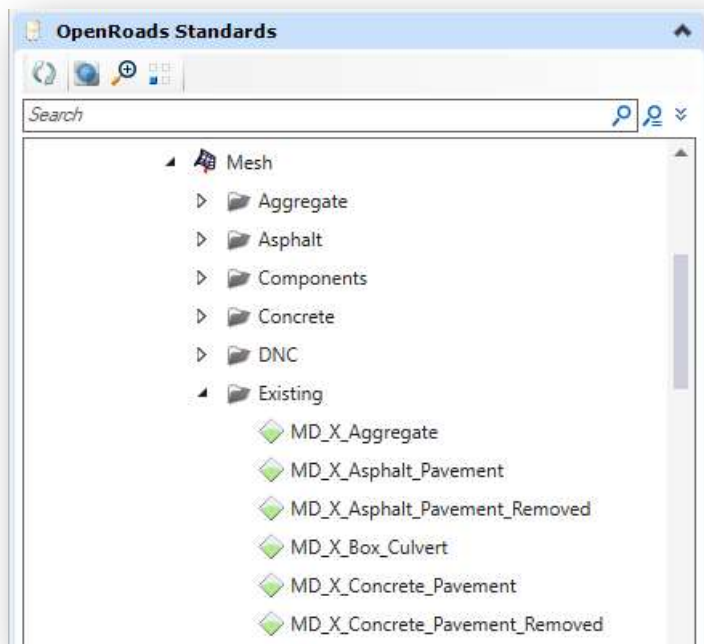 OpenRoads Standards
Search
Mesh
Aggregate
Asphalt
Components
Concrete
DNC
Existing
MD_X_Aggregate
MD_X_Asphalt_Pavement
MD_X_Asphalt_Pavement_Removed
MD_X_Box_Culvert
MD_X_Concrete_Pavement
MD_X_Concrete_Pavement_Removed